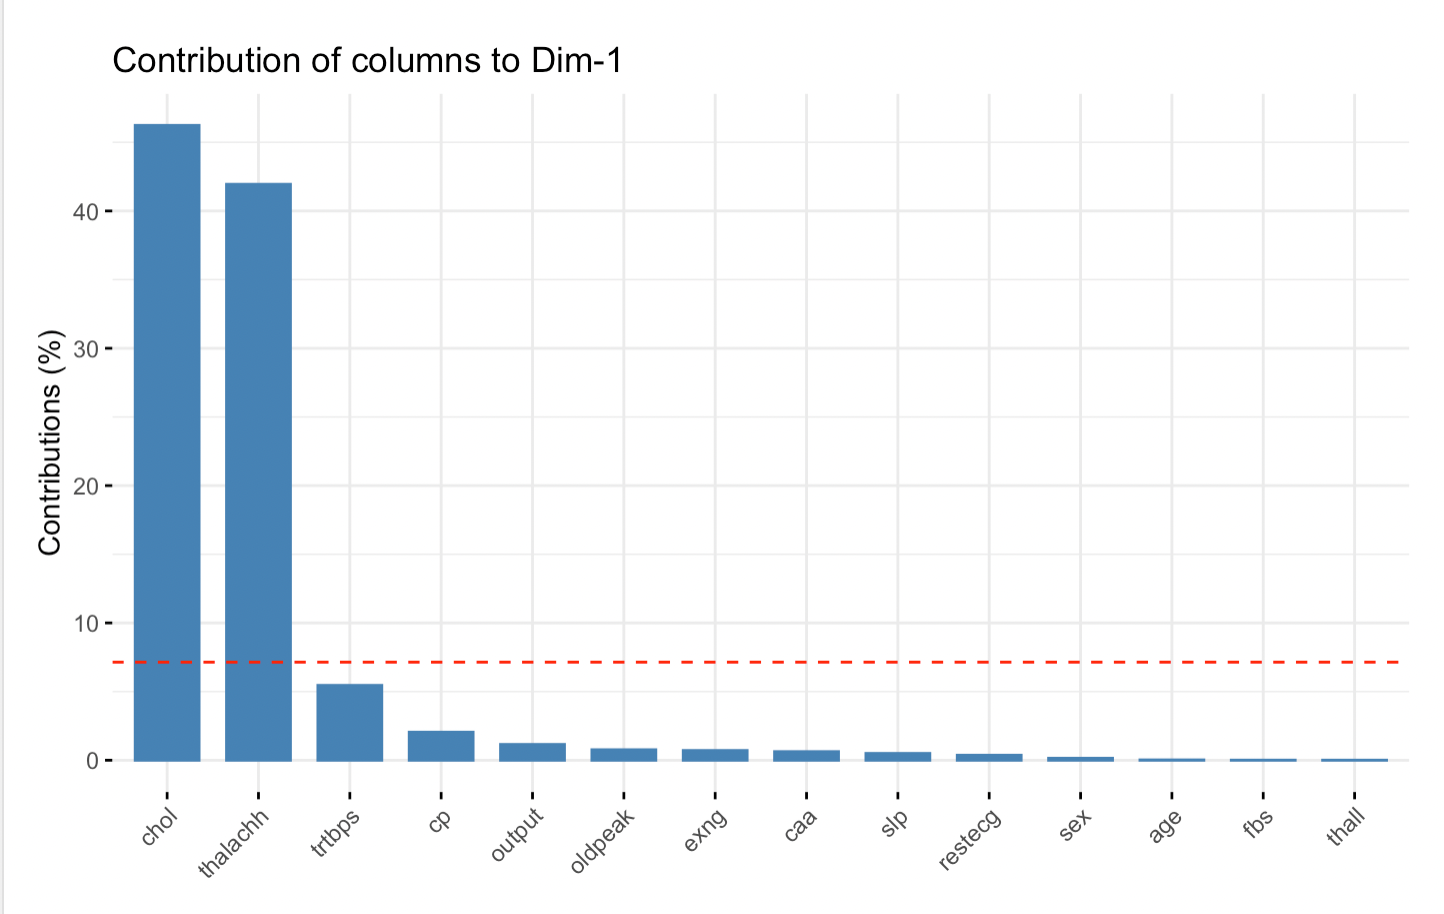 Contribution of columns to Dim-1
Contributions (%)
40
30
20
10
0
chol
thalachh
trtbps
cp
output
oldpeak
exng
caa
slp
restecg
sex
age
fbs
thall